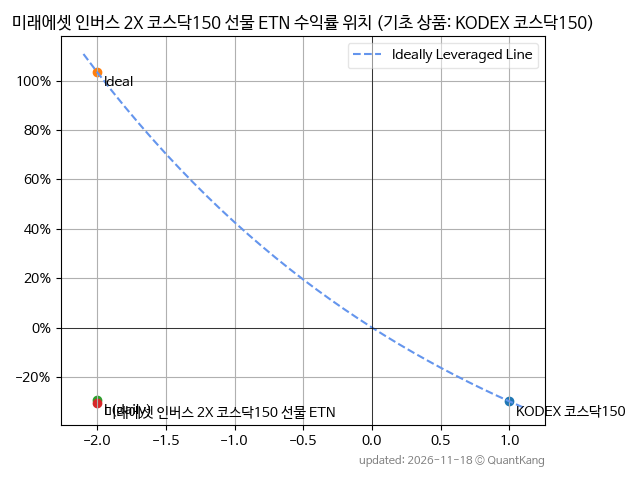 미래에셋 인버스 2X 코스닥150 선물 ETN 수익률 위치 (기초 상품: KODEX 코스닥150)
Ideally Leveraged Line
100%
80%
60%
40%
20%
0%
−20%
Ideal
미래에셋 인버스 2X 코스닥150 선물 ETN
KODEX 코스닥150
−2.0 −1.5 −1.0 −0.5 0.0 0.5 1.0
updated: 2026-11-18 © QuantKang